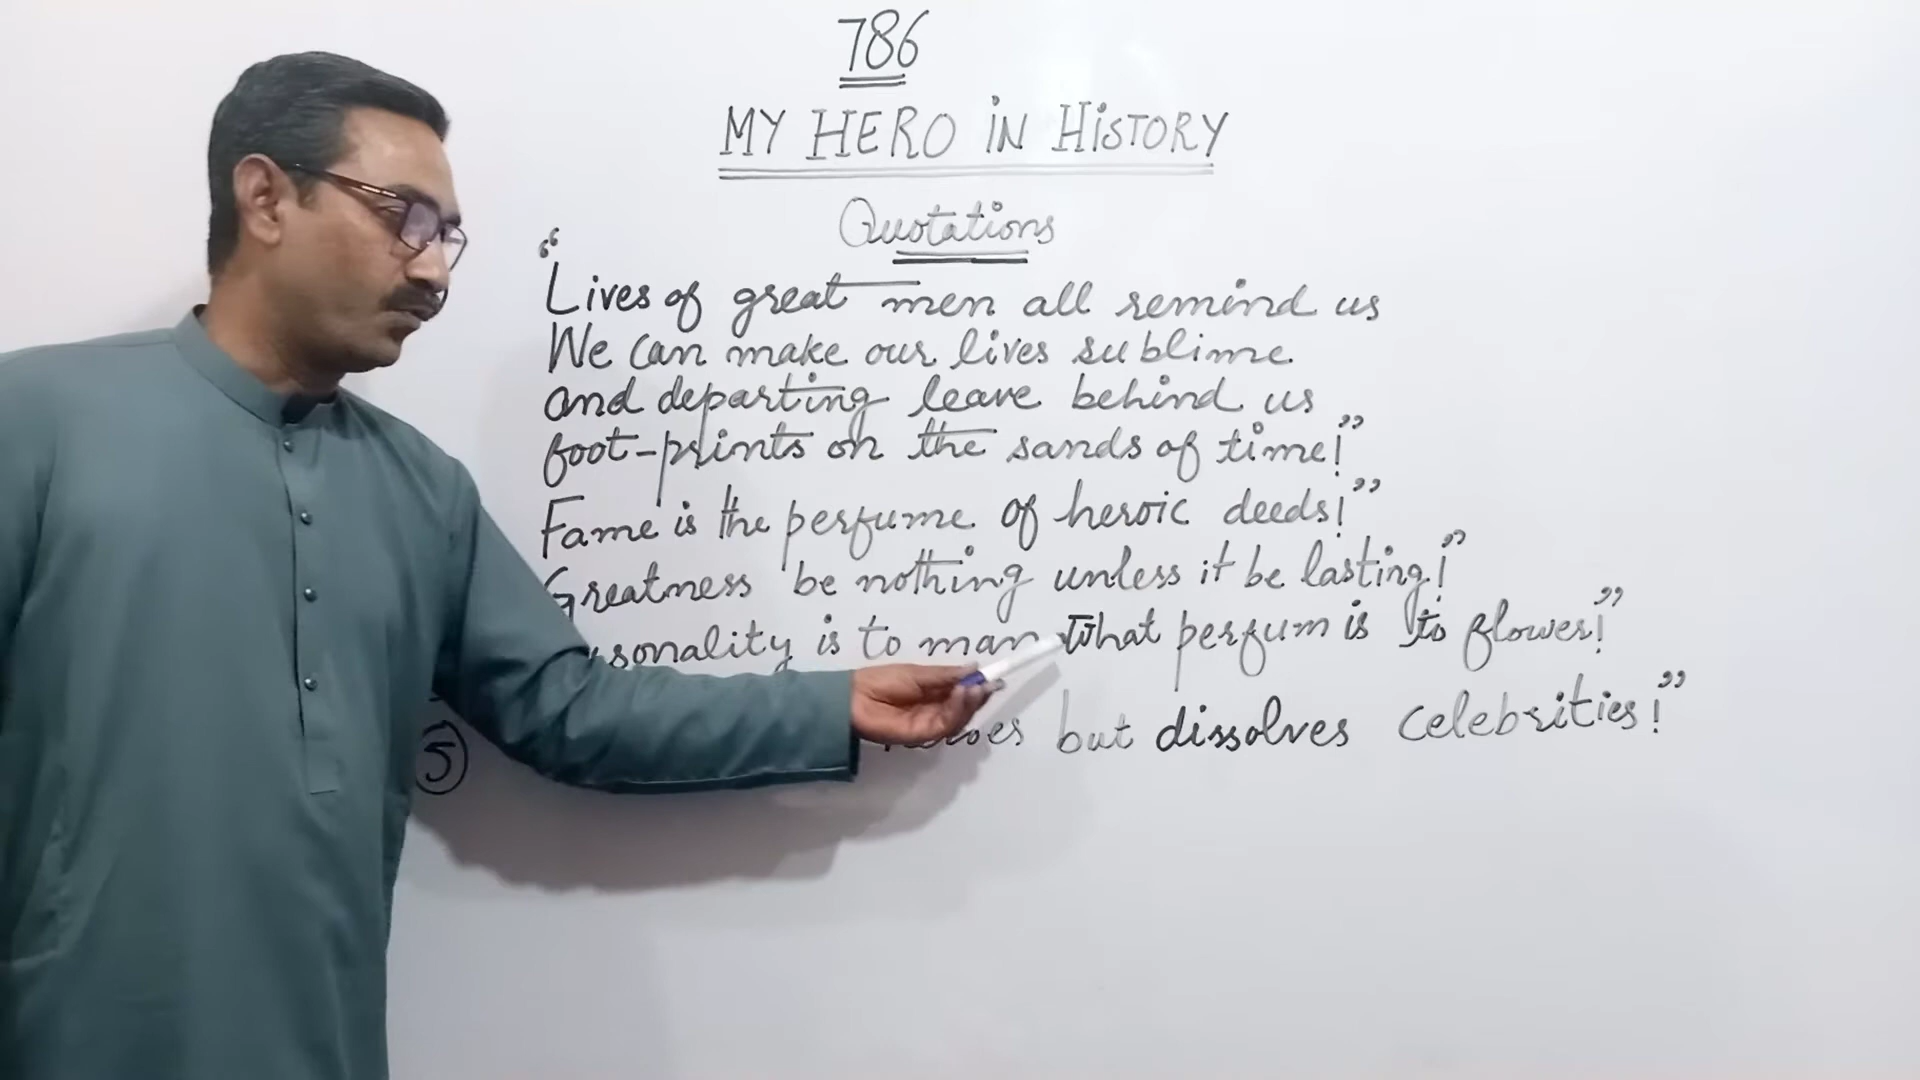 786
MY HERO iN HiSTORY
Quotations
“Lives of great men all remind us
We can make our lives sublime
and departing leave behind us
foot-prints on the sands of time!”
Fame is the perfume of heroic deeds!”
Greatness be nothing unless it be lasting!”
sonality is to man what perfum is to flower!”
5 heroes but dissolves celebrities!”